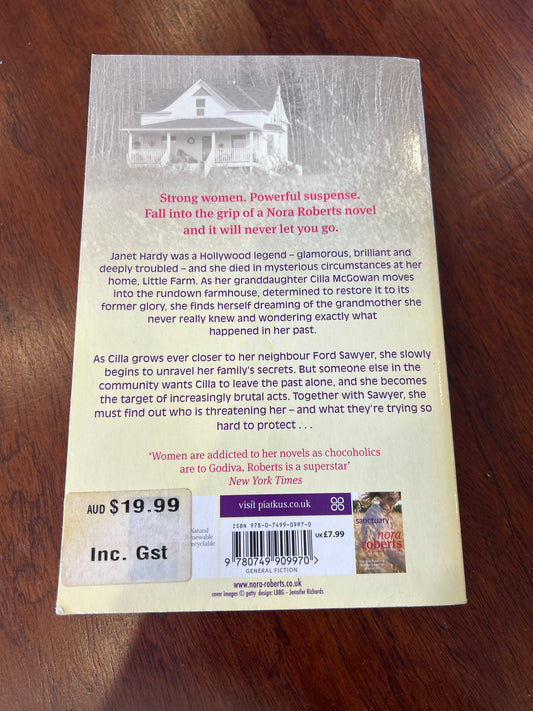 Strong women. Powerful suspense.
Fall into the grip of a Nora Roberts novel
and it will never let you go.
Janet Hardy was a Hollywood legend – glamorous, brilliant and
deeply troubled – and she died in mysterious circumstances at her
home, Little Farm. As her granddaughter Cilla McGowan moves
into the rundown farmhouse, determined to restore it to its
former glory, she finds herself dreaming of the grandmother she
never really knew and wondering exactly what
happened in her past.
As Cilla grows ever closer to her neighbour Ford Sawyer, she slowly
begins to unravel her family's secrets. But someone else in the
community wants Cilla to leave the past alone, and she becomes
the target of increasingly brutal acts. Together with Sawyer, she
must find out who is threatening her – and what they're trying so
hard to protect . . .
'Women are addicted to her novels as chocoholics
are to Godiva. Roberts is a superstar'
New York Times
AUD $19.99
Inc. Gst
Natural
recyclable
visit piatkus.co.uk
ISBN 978-0-7499-0997-0
UK £7.99
9 780749 909970 >
GENERAL FICTION
sanctuary
nora
roberts
www.nora-roberts.co.uk
cover images © getty design: LBBG – Jennifer Richards